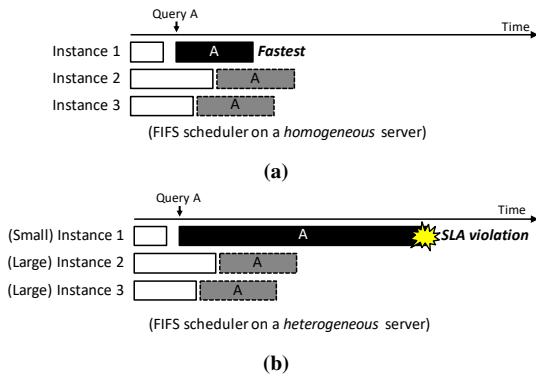 Query A
Time
Instance 1
A
Fastest
Instance 2
A
Instance 3
A
(FIFS scheduler on a homogeneous server)
(a)
Query A
Time
(Small) Instance 1
A
SLA violation
(Large) Instance 2
A
(Large) Instance 3
A
(FIFS scheduler on a heterogeneous server)
(b)